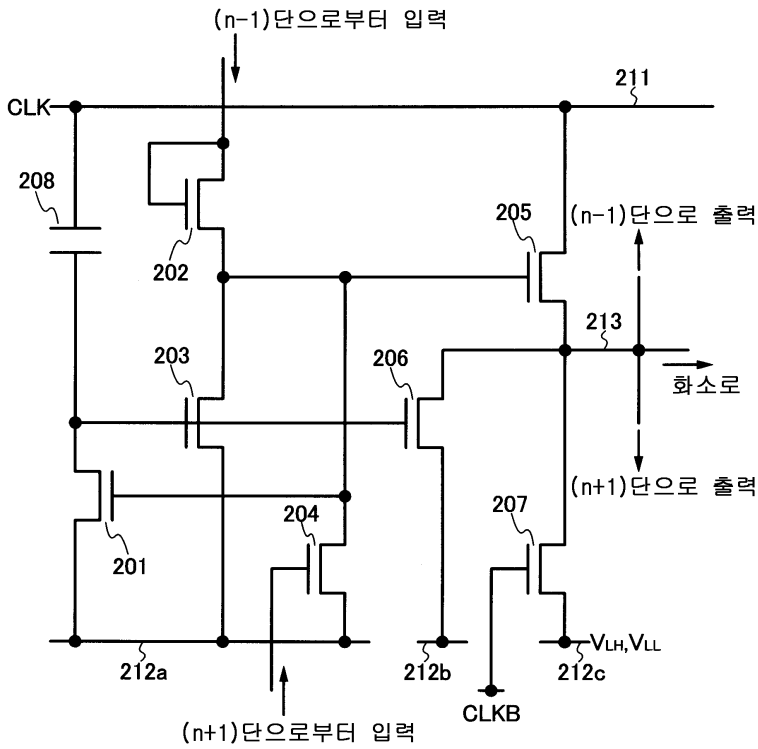 (n-1)단으로부터 입력
CLK
211
208
202
205
(n-1)단으로 출력
203
206
213
화소로
201
204
207
(n+1)단으로 출력
212a
212b
212c
VLH,VLL
CLKB
(n+1)단으로부터 입력